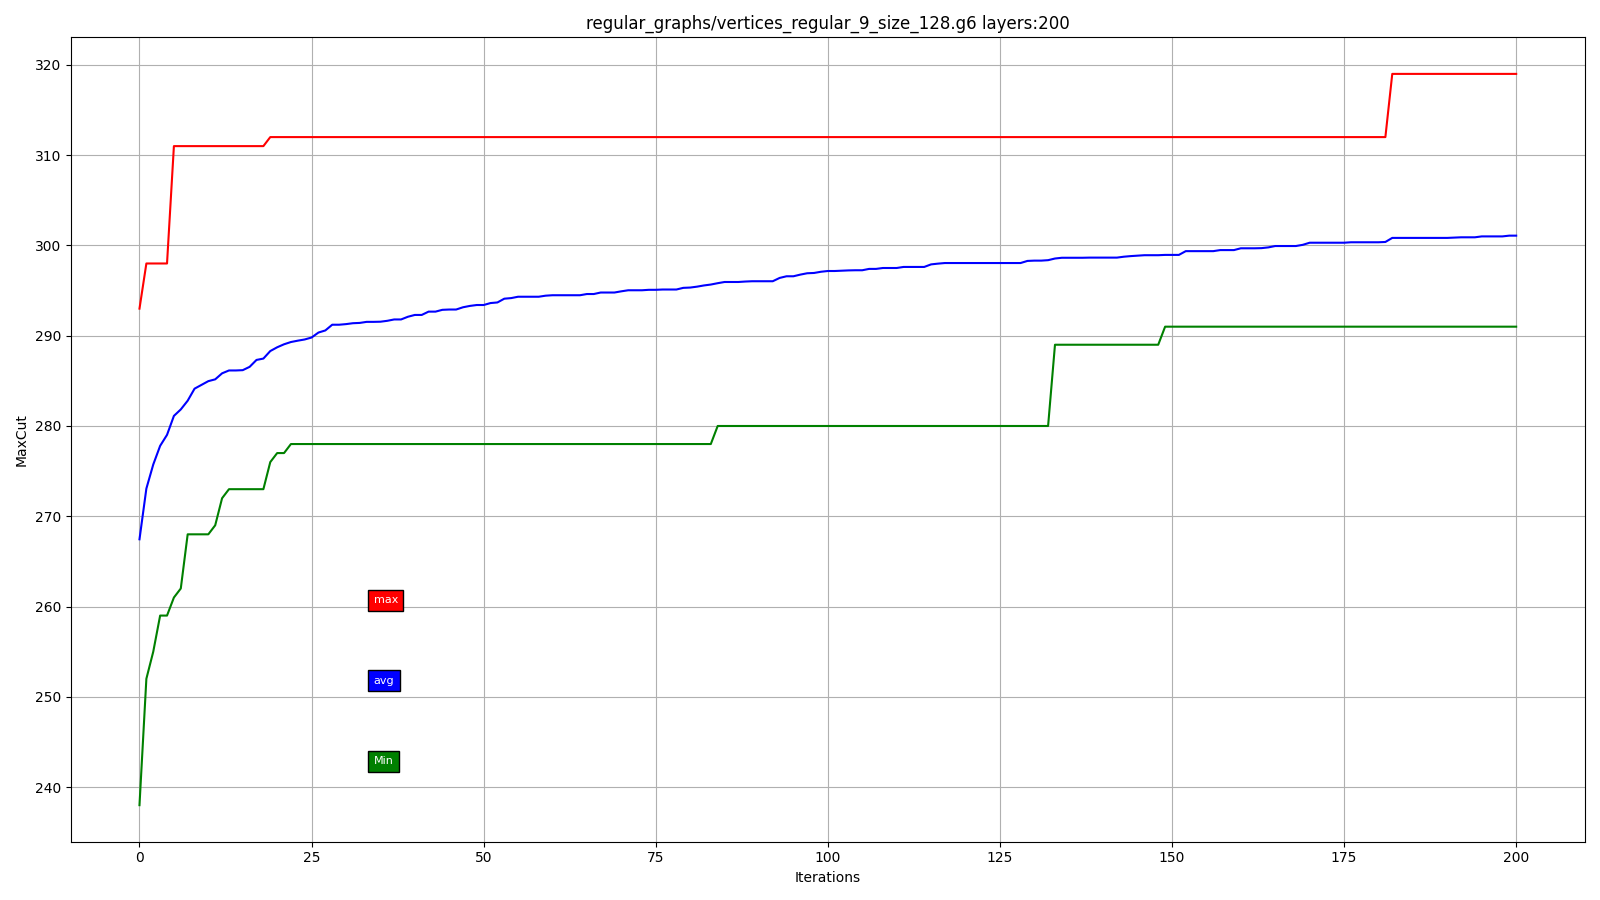 regular_graphs/vertices_regular_9_size_128.g6 layers:200
320
310
300
290
280
270
260
250
240
MaxCut
max
avg
Min
0 25 50 75 100 125 150 175 200
Iterations